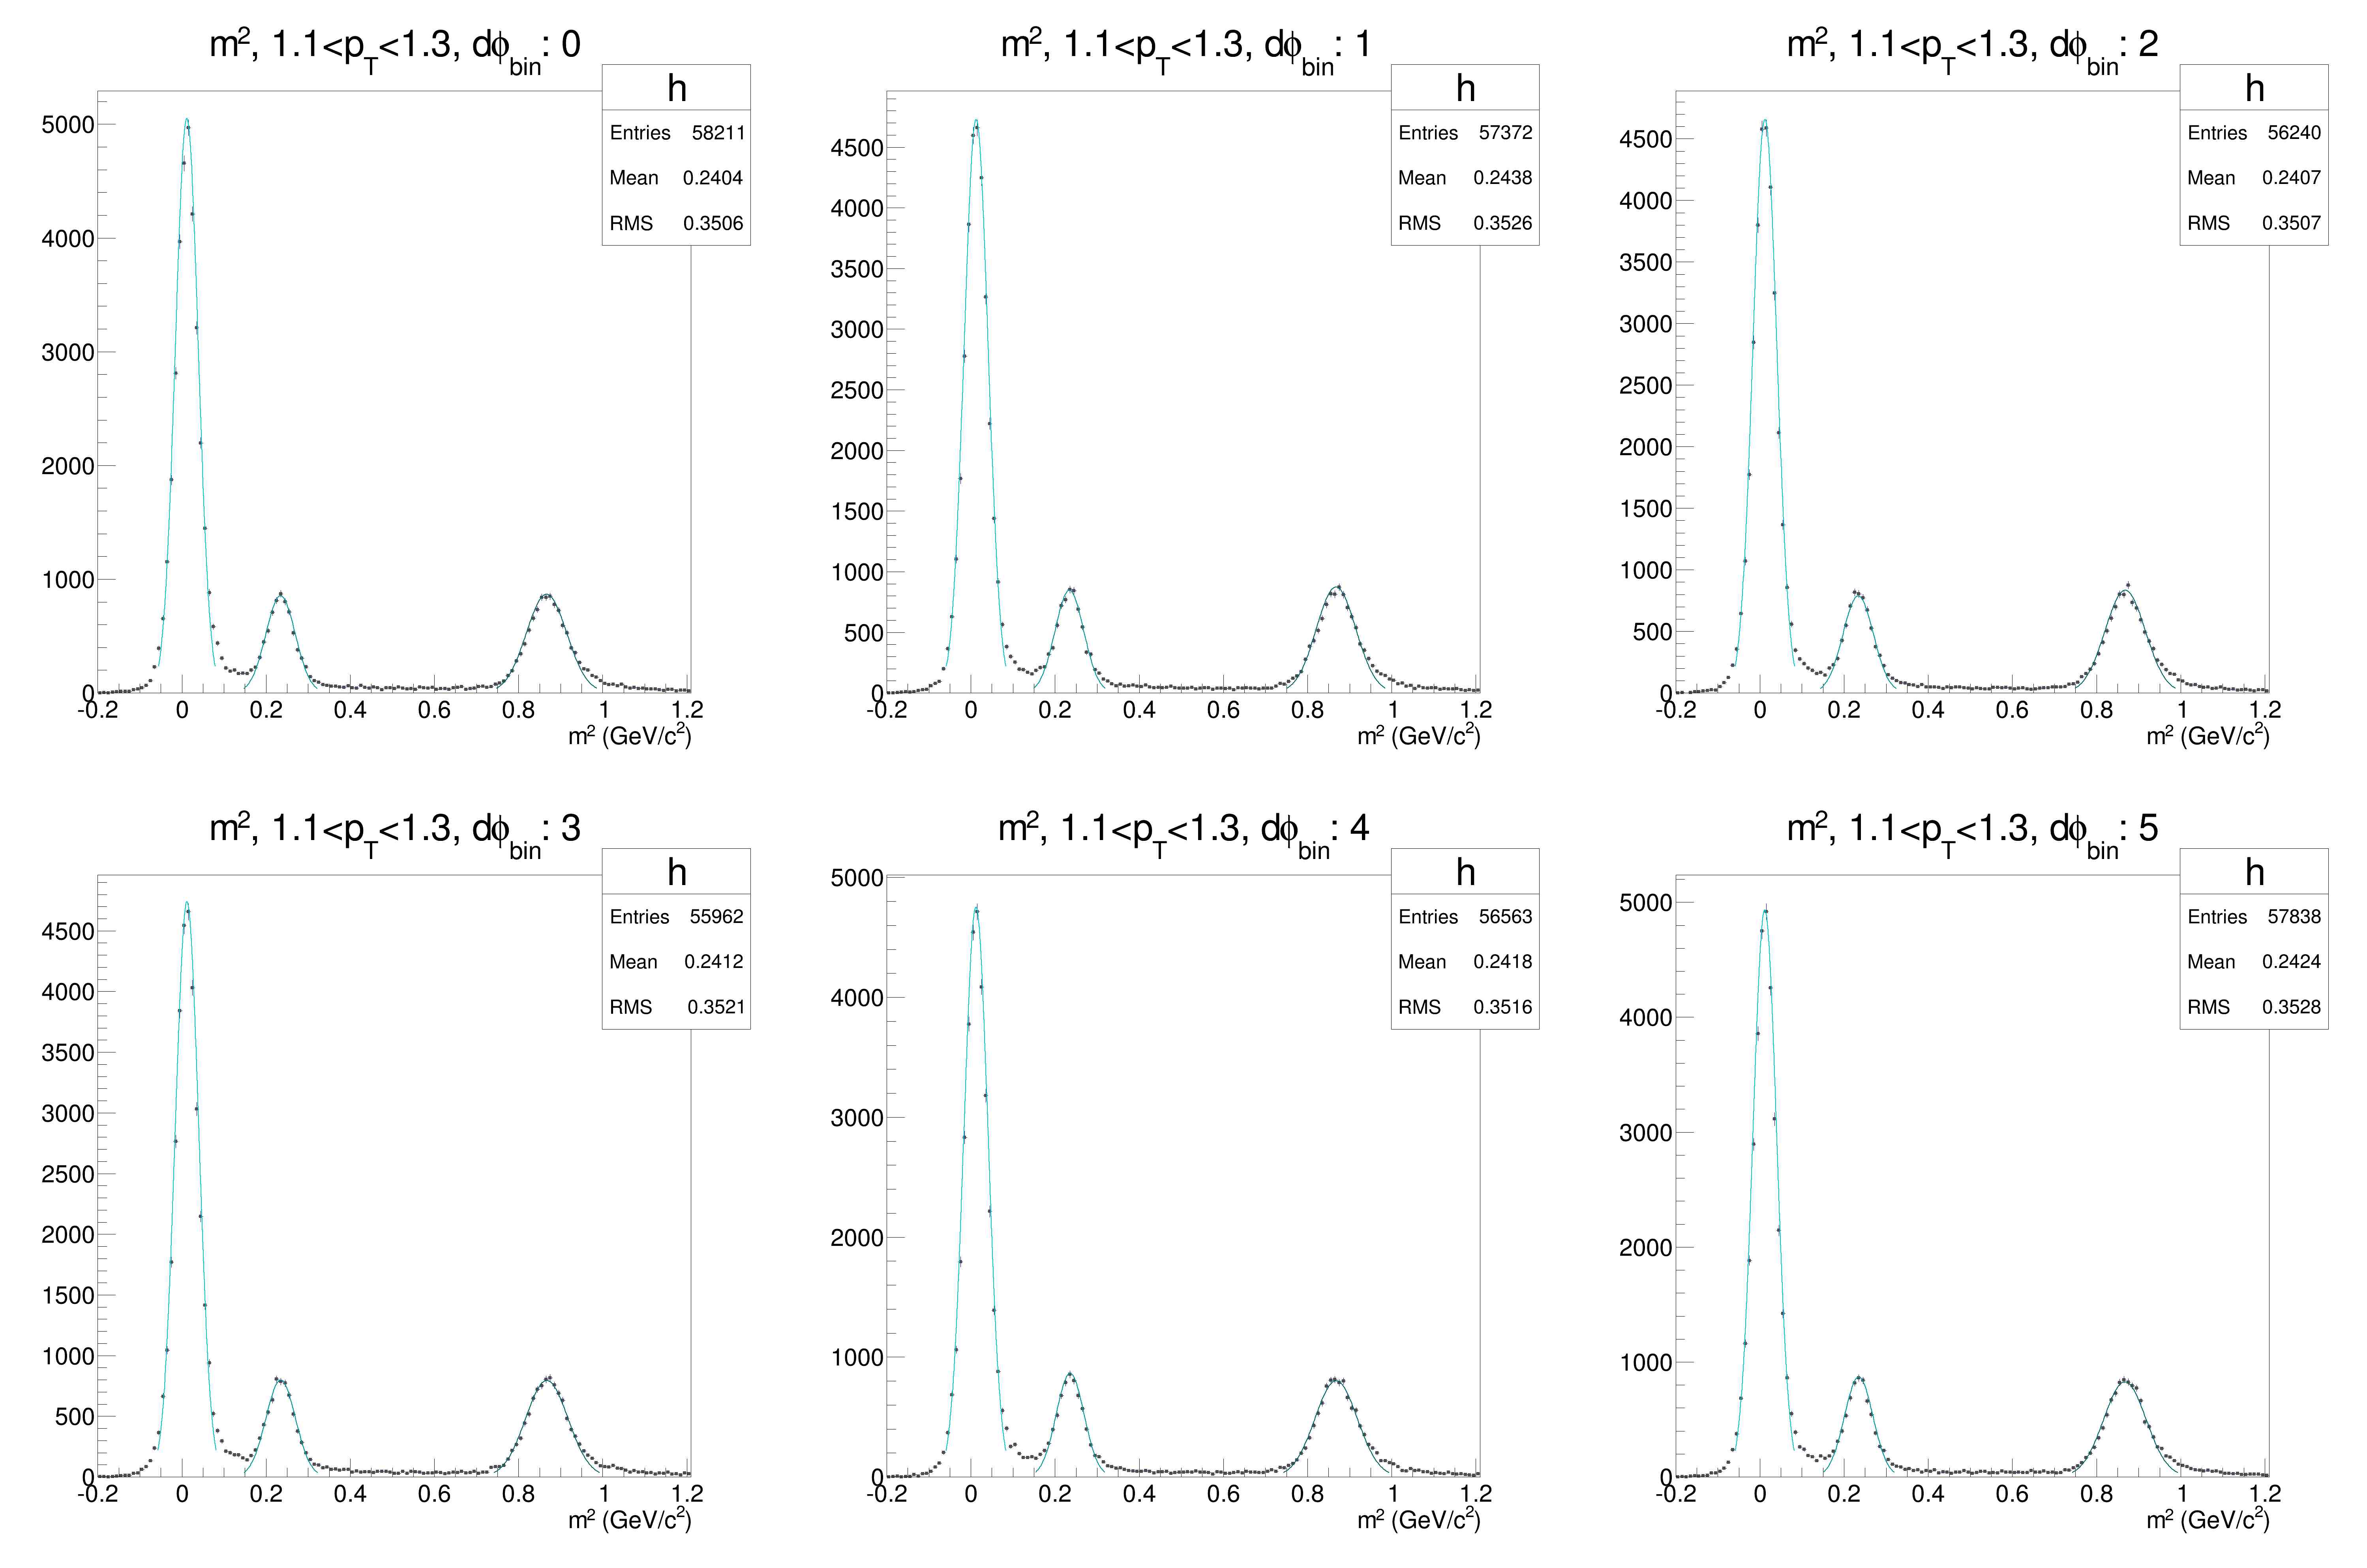 m², 1.1<p_T<1.3, dϕ_bin: 0
h
Entries 58211
Mean 0.2404
RMS 0.3506
5000
4000
3000
2000
1000
0
-0.2 0 0.2 0.4 0.6 0.8 1 1.2
m² (GeV/c²)
m², 1.1<p_T<1.3, dϕ_bin: 1
h
Entries 57372
Mean 0.2438
RMS 0.3526
4500
4000
3500
3000
2500
2000
1500
1000
500
0
-0.2 0 0.2 0.4 0.6 0.8 1 1.2
m² (GeV/c²)
m², 1.1<p_T<1.3, dϕ_bin: 2
h
Entries 56240
Mean 0.2407
RMS 0.3507
4500
4000
3500
3000
2500
2000
1500
1000
500
0
-0.2 0 0.2 0.4 0.6 0.8 1 1.2
m² (GeV/c²)
m², 1.1<p_T<1.3, dϕ_bin: 3
h
Entries 55962
Mean 0.2412
RMS 0.3521
4500
4000
3500
3000
2500
2000
1500
1000
500
0
-0.2 0 0.2 0.4 0.6 0.8 1 1.2
m² (GeV/c²)
m², 1.1<p_T<1.3, dϕ_bin: 4
h
Entries 56563
Mean 0.2418
RMS 0.3516
5000
4000
3000
2000
1000
0
-0.2 0 0.2 0.4 0.6 0.8 1 1.2
m² (GeV/c²)
m², 1.1<p_T<1.3, dϕ_bin: 5
h
Entries 57838
Mean 0.2424
RMS 0.3528
5000
4000
3000
2000
1000
0
-0.2 0 0.2 0.4 0.6 0.8 1 1.2
m² (GeV/c²)